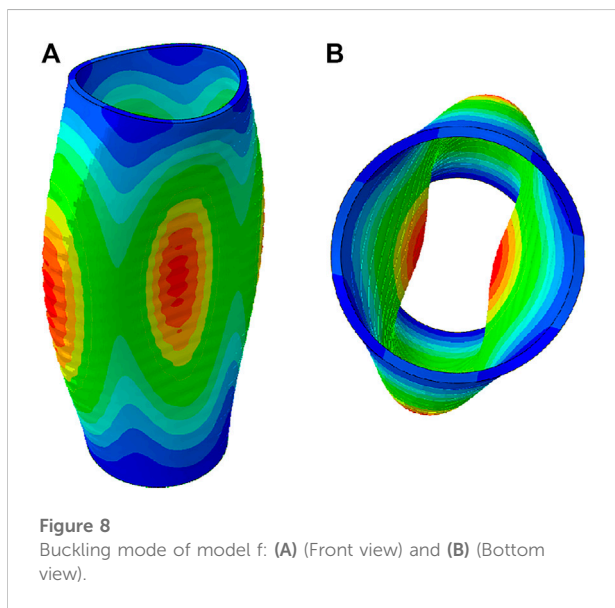 A B
Figure 8
Buckling mode of model f: (A) (Front view) and (B) (Bottom
view).